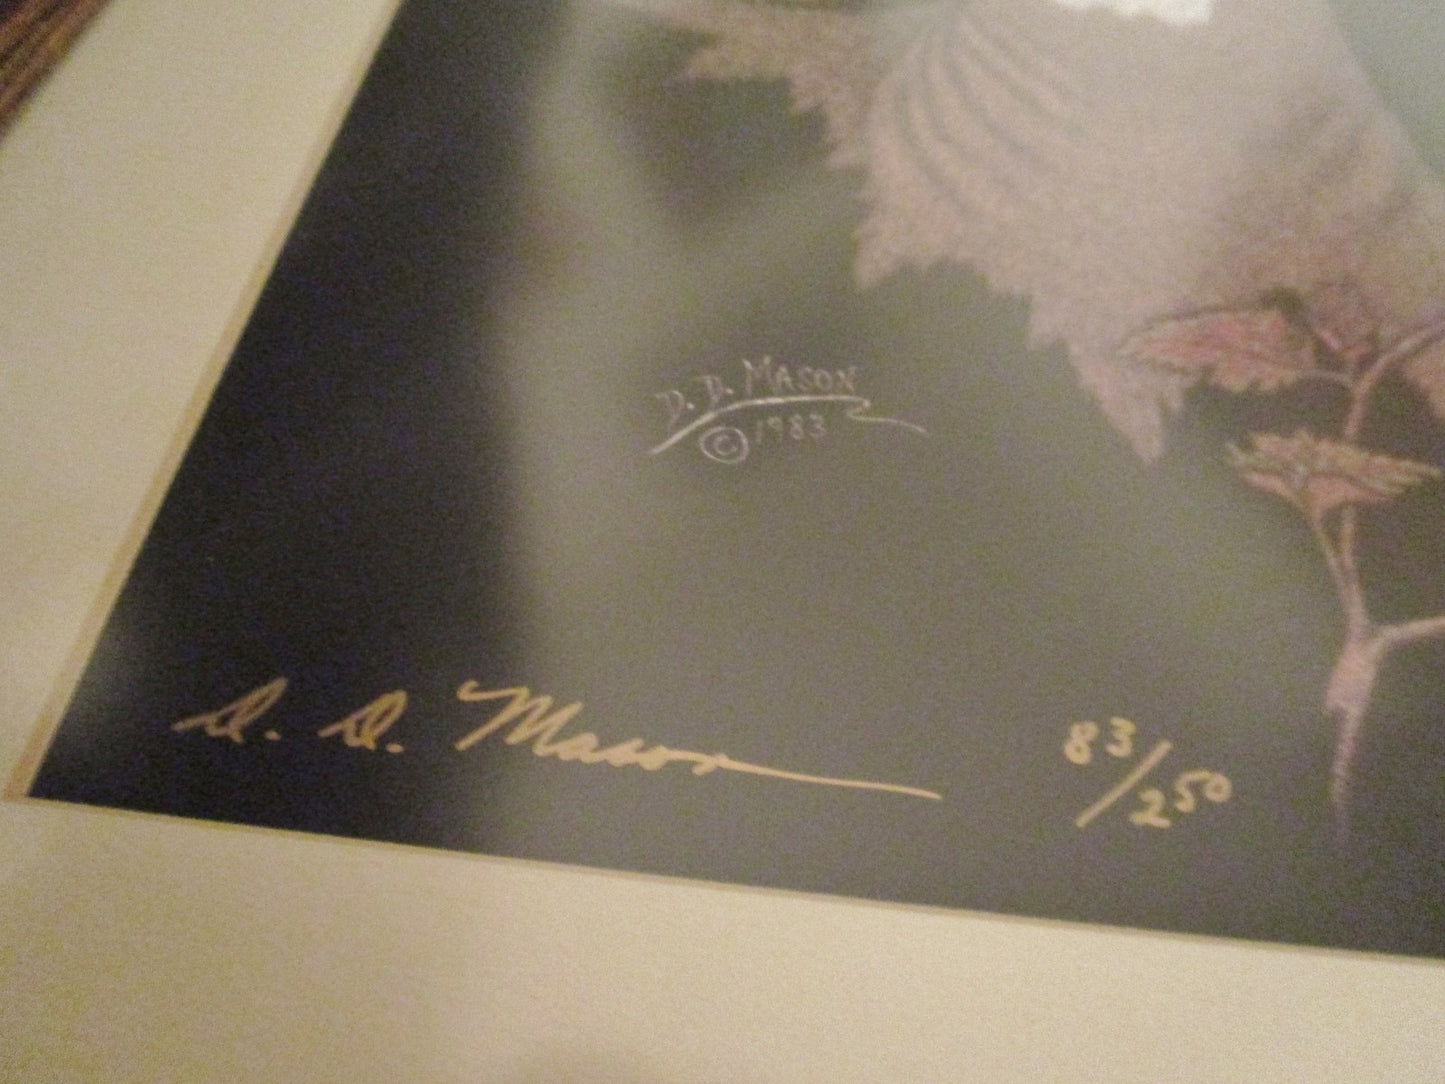 D. D. MASON
© 1983
D. D. Mason
83/250